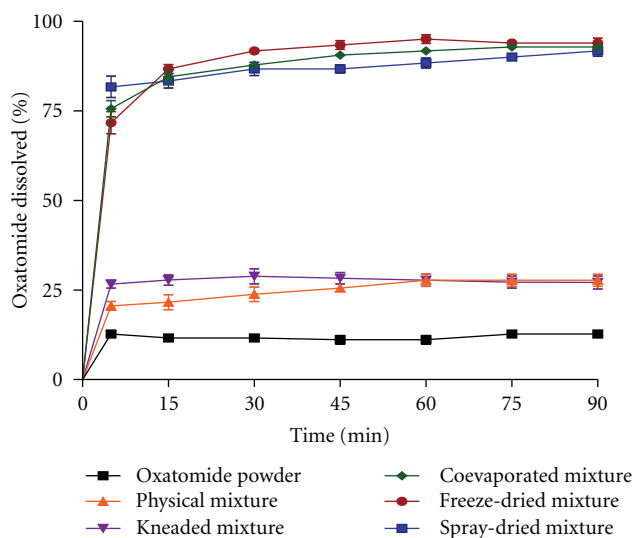 100
75
50
25
0
Oxatomide dissolved (%)
0 15 30 45 60 75 90
Time (min)
Oxatomide powder
Physical mixture
Kneaded mixture
Coevaporated mixture
Freeze-dried mixture
Spray-dried mixture